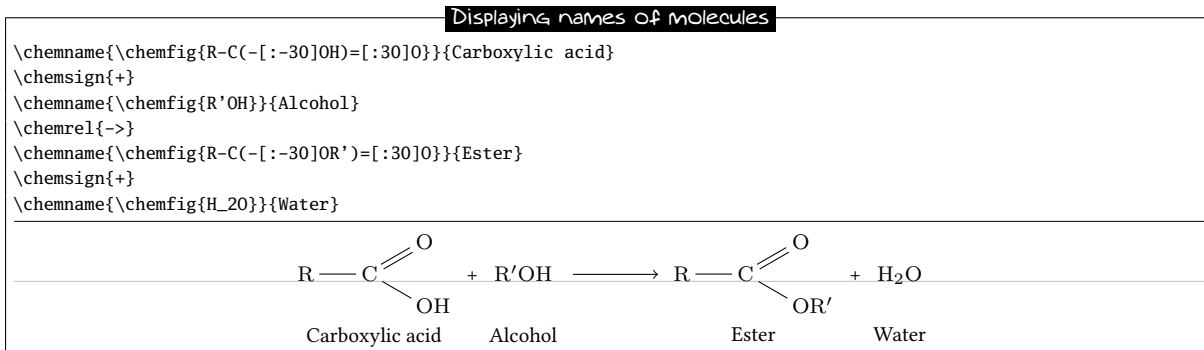 Displaying names of molecules
\chemname{\chemfig{R-C(-[:-30]OH)=[:30]O}}{Carboxylic acid}
\chemsign{+}
\chemname{\chemfig{R’OH}}{Alcohol}
\chemrel{->}
\chemname{\chemfig{R-C(-[:-30]OR’)=[:30]O}}{Ester}
\chemsign{+}
\chemname{\chemfig{H_2O}}{Water}
O O
R C + R′OH R C + H₂O
OH OR′
Carboxylic acid Alcohol Ester Water